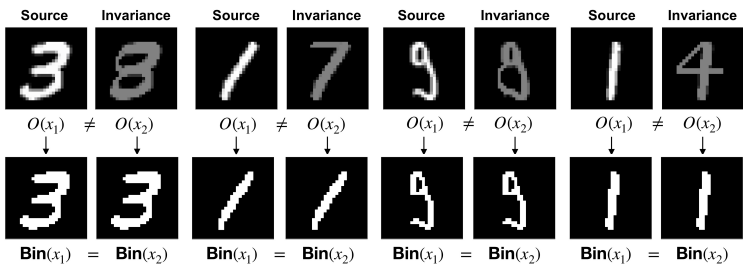 Source Invariance Source Invariance Source Invariance Source Invariance
O(x₁) ≠ O(x₂) O(x₁) ≠ O(x₂) O(x₁) ≠ O(x₂) O(x₁) ≠ O(x₂)
Bin(x₁) = Bin(x₂) Bin(x₁) = Bin(x₂) Bin(x₁) = Bin(x₂) Bin(x₁) = Bin(x₂)